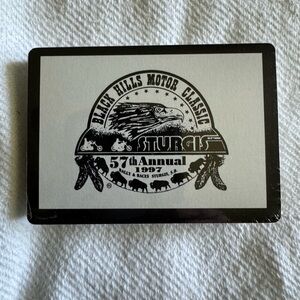 BLACK HILLS MOTOR CLASSIC
STURGIS
57th Annual
1997
RALLY & RACES STURGIS, S.D.
®